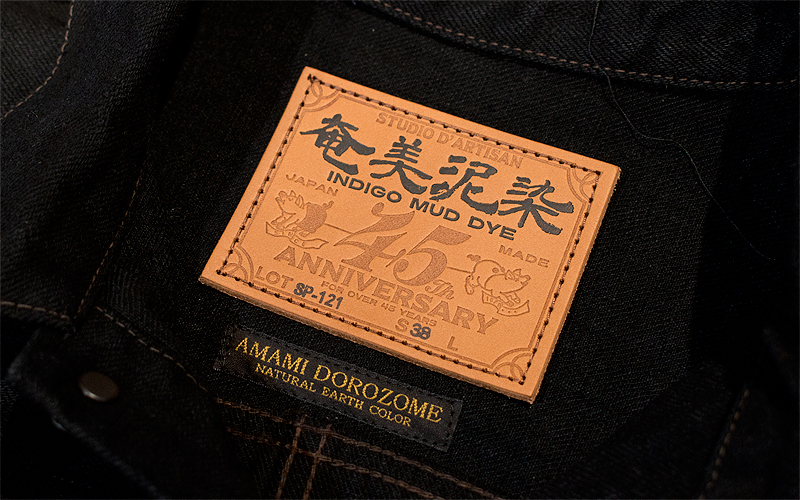 STUDIO D'ARTISAN
奄美泥染
INDIGO MUD DYE
JAPAN MADE
45th
ANNIVERSARY
FOR OVER 45 YEARS
LOT SP-121 S 38 L
AMAMI DOROZOME
NATURAL EARTH COLOR